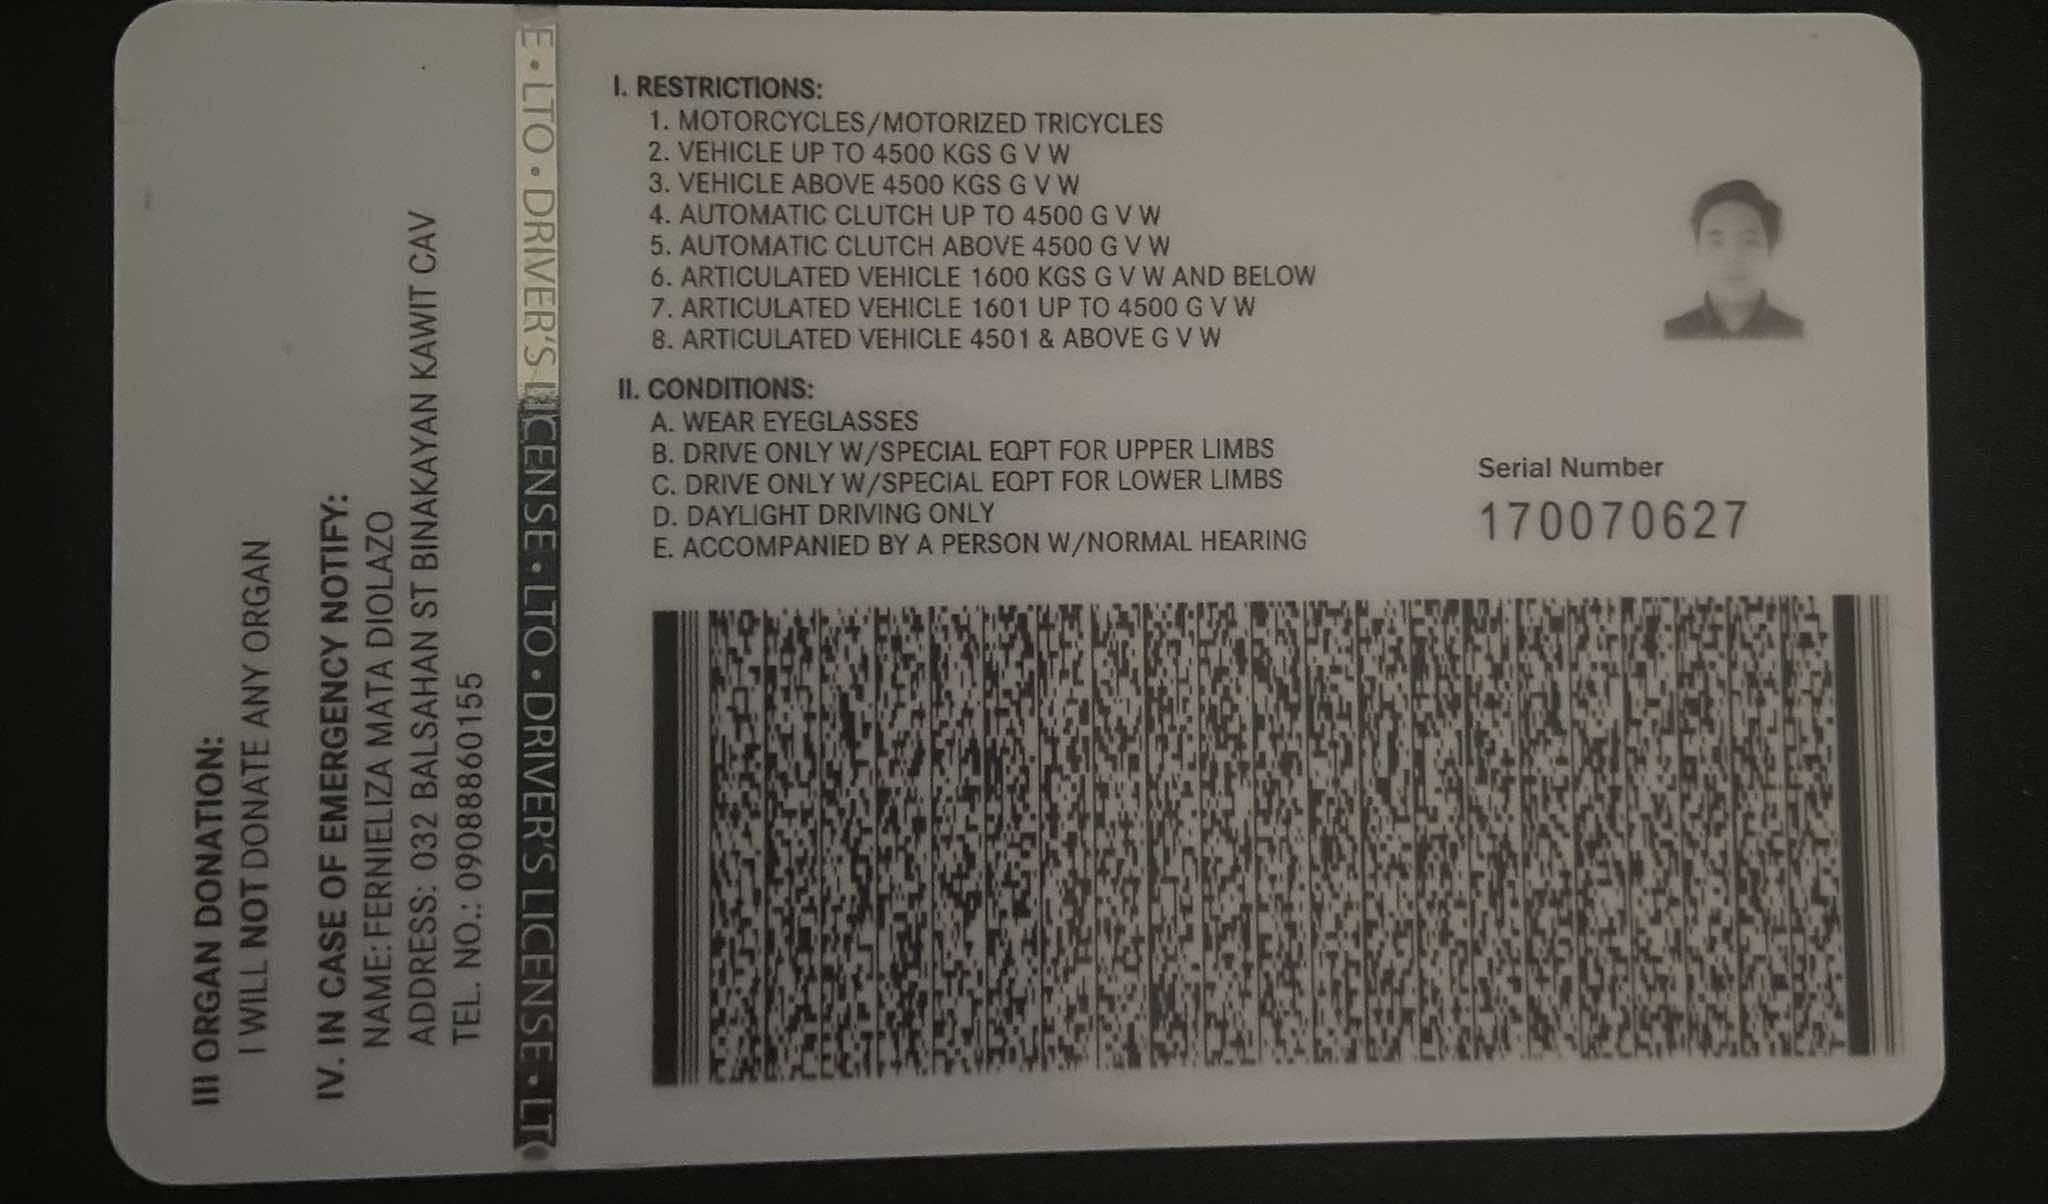 I. RESTRICTIONS:
1. MOTORCYCLES/MOTORIZED TRICYCLES
2. VEHICLE UP TO 4500 KGS G V W
3. VEHICLE ABOVE 4500 KGS G V W
4. AUTOMATIC CLUTCH UP TO 4500 G V W
5. AUTOMATIC CLUTCH ABOVE 4500 G V W
6. ARTICULATED VEHICLE 1600 KGS G V W AND BELOW
7. ARTICULATED VEHICLE 1601 UP TO 4500 G V W
8. ARTICULATED VEHICLE 4501 & ABOVE G V W
II. CONDITIONS:
A. WEAR EYEGLASSES
B. DRIVE ONLY W/SPECIAL EQPT FOR UPPER LIMBS
C. DRIVE ONLY W/SPECIAL EQPT FOR LOWER LIMBS
D. DAYLIGHT DRIVING ONLY
E. ACCOMPANIED BY A PERSON W/NORMAL HEARING
Serial Number
170070627
III ORGAN DONATION:
I WILL NOT DONATE ANY ORGAN
IV. IN CASE OF EMERGENCY NOTIFY:
NAME: FERNIELIZA MATA DIOLAZO
ADDRESS: 032 BALSAHAN ST BINAKAYAN KAWIT CAV
TEL. NO.: 09088860155
E • LTO • DRIVER'S LICENSE • LTO • DRIVER'S LICENSE • LTO